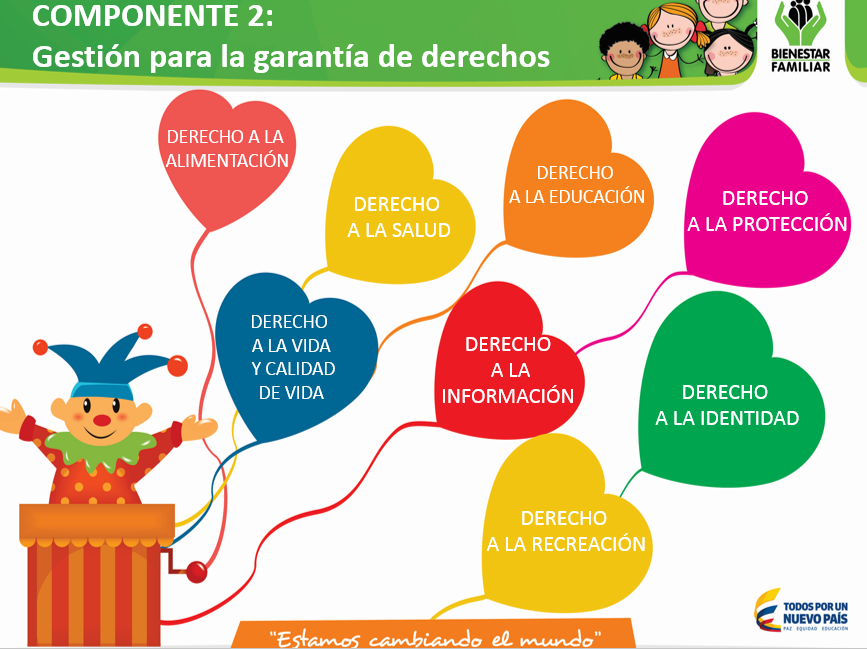 COMPONENTE 2:
Gestión para la garantía de derechos
BIENESTAR
FAMILIAR
DERECHO A LA
ALIMENTACIÓN
DERECHO
A LA SALUD
DERECHO
A LA EDUCACIÓN
DERECHO
A LA PROTECCIÓN
DERECHO
A LA VIDA
Y CALIDAD
DE VIDA
DERECHO
A LA
INFORMACIÓN
DERECHO
A LA IDENTIDAD
DERECHO
A LA RECREACIÓN
"Estamos cambiando el mundo"
TODOS POR UN
NUEVO PAÍS
PAZ EQUIDAD EDUCACIÓN